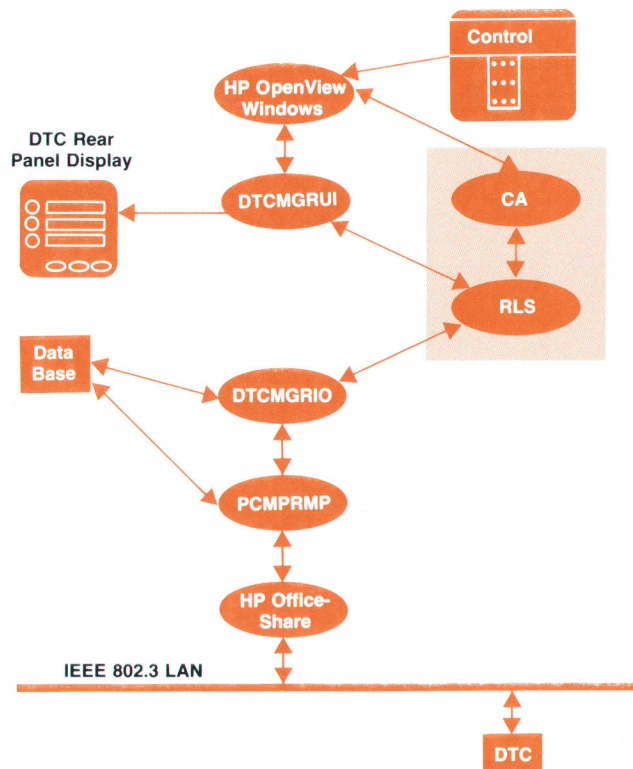 Control
HP OpenView
Windows
DTC Rear
Panel Display
DTCMGRUI
CA
RLS
Data
Base
DTCMGRIO
PCMPRMP
HP Office-
Share
IEEE 802.3 LAN
DTC